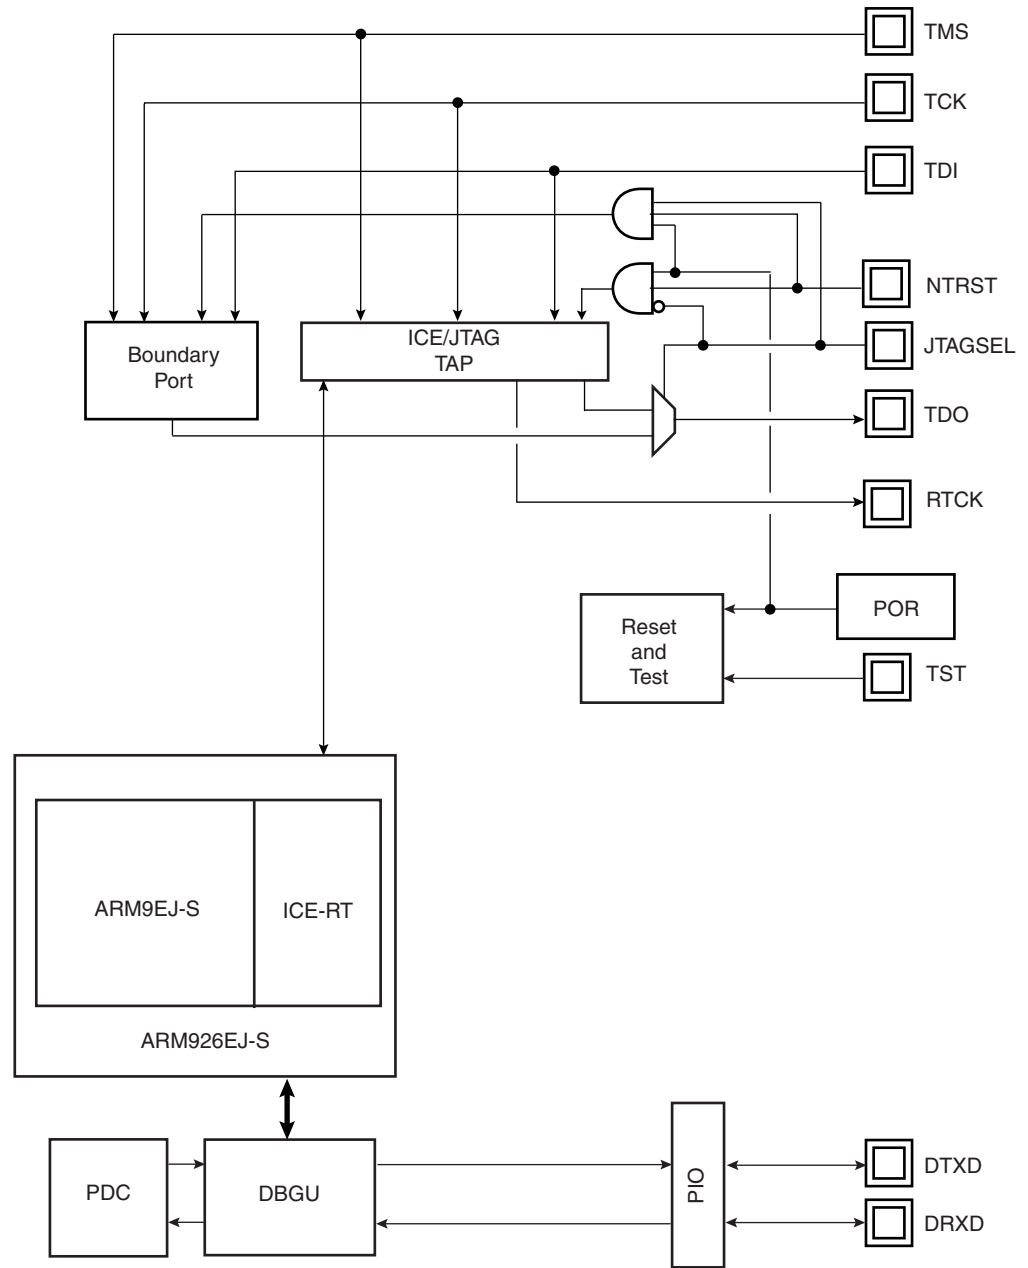 TMS
TCK
TDI
NTRST
JTAGSEL
Boundary
Port
ICE/JTAG
TAP
TDO
RTCK
POR
Reset
and
Test
TST
ARM9EJ-S
ICE-RT
ARM926EJ-S
PDC
DBGU
PIO
DTXD
DRXD